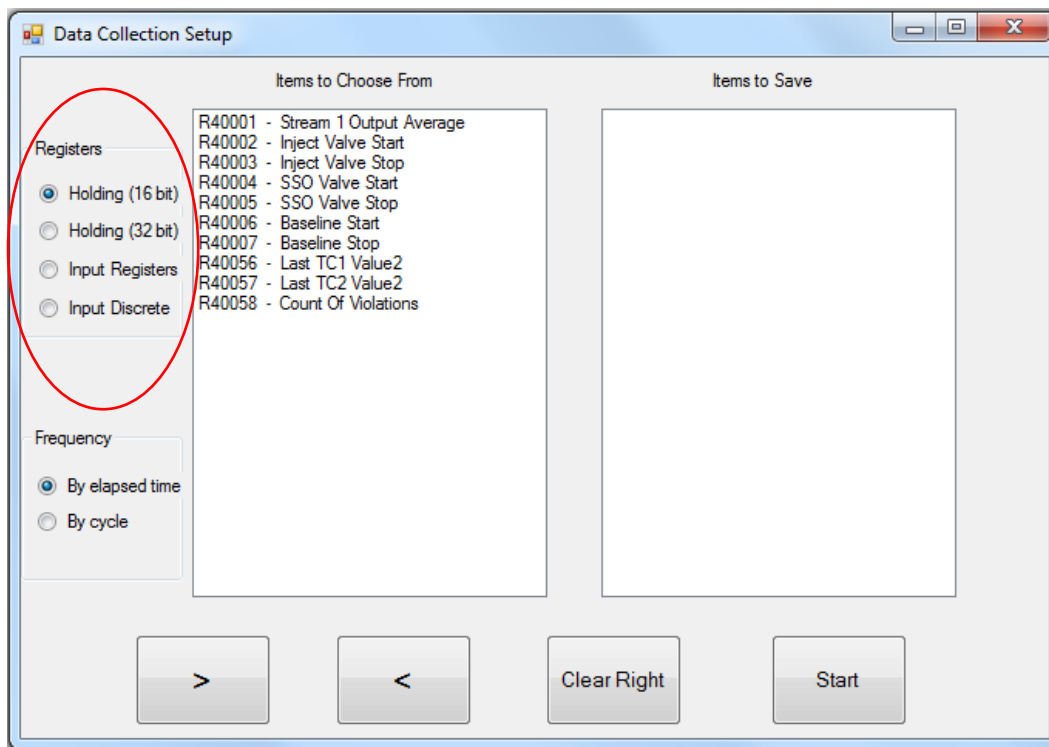 Data Collection Setup
Items to Choose From
Items to Save
Registers
Holding (16 bit)
Holding (32 bit)
Input Registers
Input Discrete
R40001 - Stream 1 Output Average
R40002 - Inject Valve Start
R40003 - Inject Valve Stop
R40004 - SSO Valve Start
R40005 - SSO Valve Stop
R40006 - Baseline Start
R40007 - Baseline Stop
R40056 - Last TC1 Value2
R40057 - Last TC2 Value2
R40058 - Count Of Violations
Frequency
By elapsed time
By cycle
>
<
Clear Right
Start